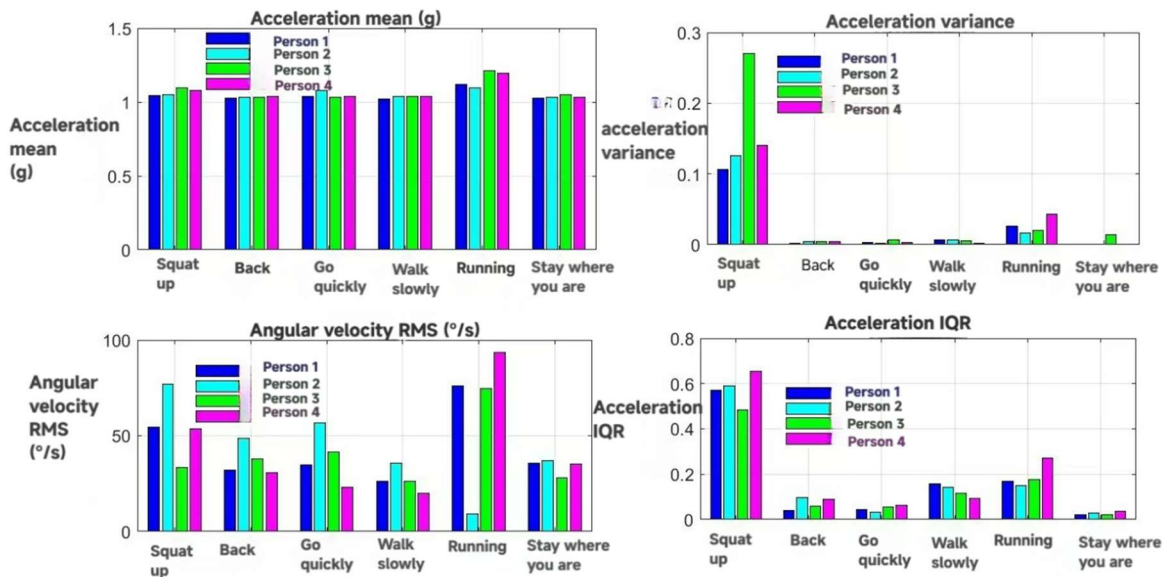 Acceleration mean (g)
1.5
1
0.5
0
Acceleration
mean
(g)
Person 1
Person 2
Person 3
Person 4
Squat
up
Back
Go
quickly
Walk
slowly
Running
Stay where
you are
Acceleration variance
0.3
0.2
0.1
0
acceleration
variance
Person 1
Person 2
Person 3
Person 4
Squat
up
Back
Go
quickly
Walk
slowly
Running
Stay where
you are
Angular velocity RMS (°/s)
100
50
0
Angular
velocity
RMS
(°/s)
Person 1
Person 2
Person 3
Person 4
Squat
up
Back
Go
quickly
Walk
slowly
Running
Stay where
you are
Acceleration IQR
0.8
0.6
0.4
0.2
0
Acceleration
IQR
Person 1
Person 2
Person 3
Person 4
Squat
up
Back
Go
quickly
Walk
slowly
Running
Stay where
you are